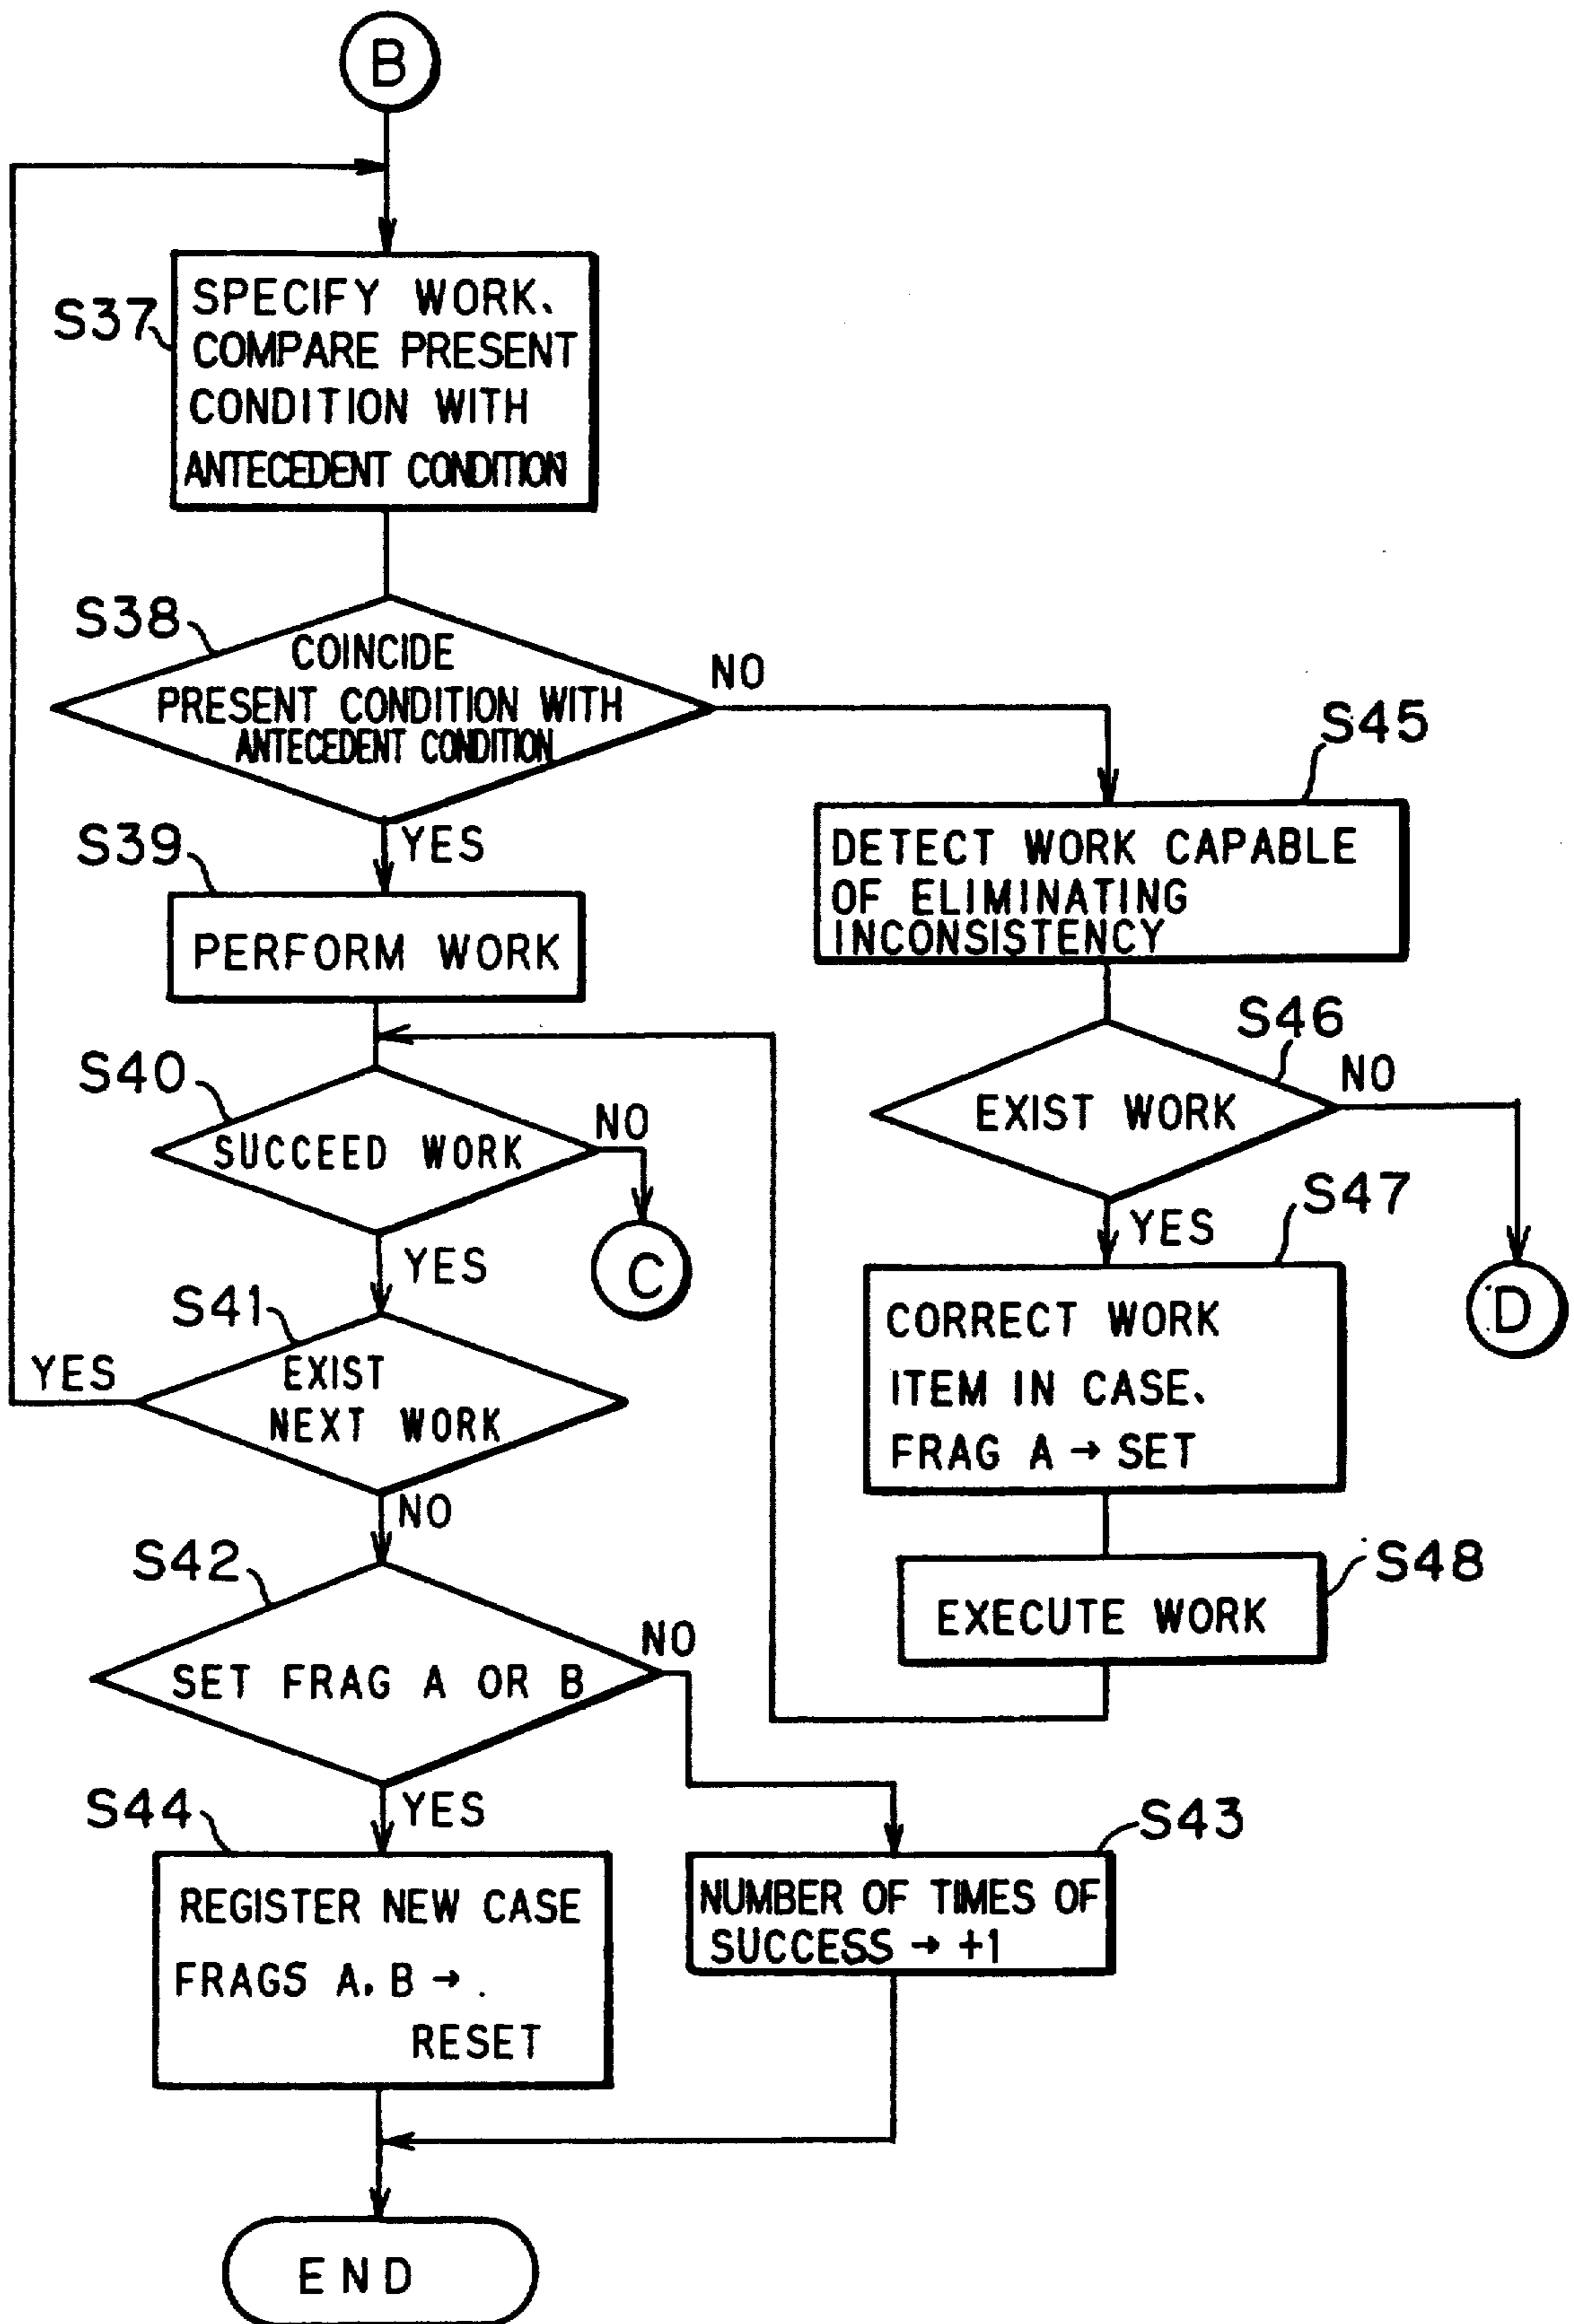 B
S37
SPECIFY WORK、
COMPARE PRESENT
CONDITION WITH
ANTECEDENT CONDITION
S38
COINCIDE
PRESENT CONDITION WITH
ANTECEDENT CONDITION
NO
YES
S39
PERFORM WORK
S40
SUCCEED WORK
NO
C
YES
S41
EXIST
NEXT WORK
YES
NO
S42
SET FRAG A OR B
NO
YES
S44
REGISTER NEW CASE
FRAGS A, B →
RESET
S43
NUMBER OF TIMES OF
SUCCESS → +1
END
S45
DETECT WORK CAPABLE
OF ELIMINATING
INCONSISTENCY
S46
EXIST WORK
NO
D
YES
S47
CORRECT WORK
ITEM IN CASE、
FRAG A → SET
S48
EXECUTE WORK